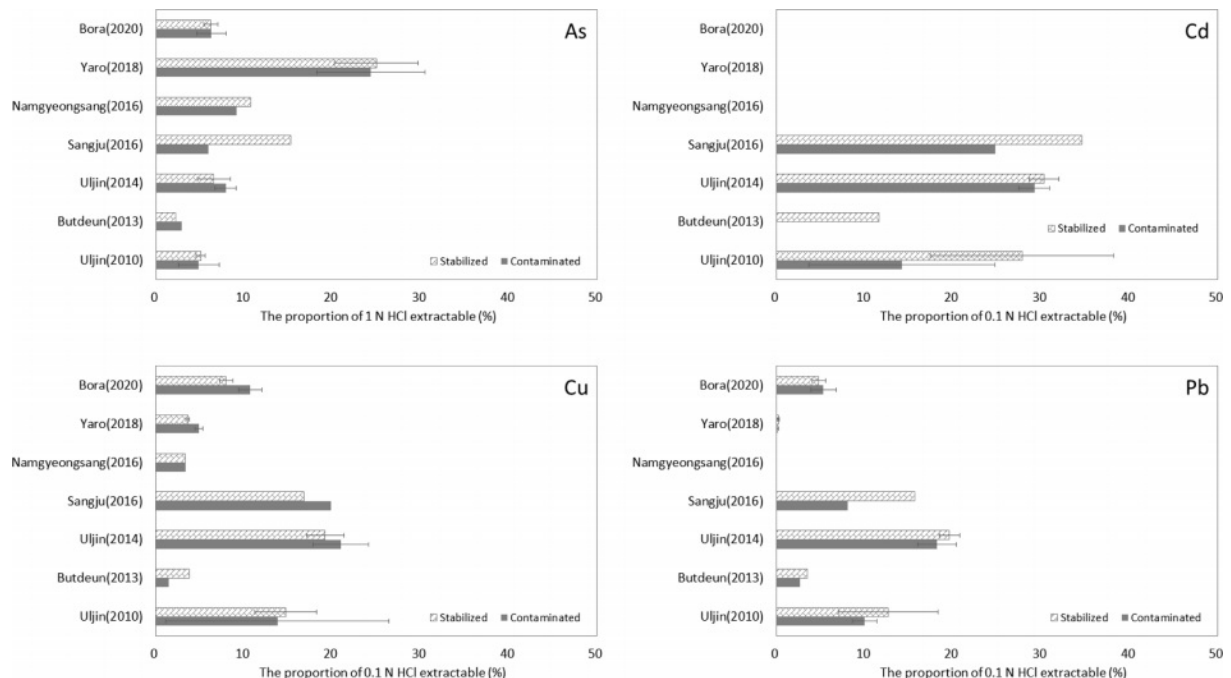 As
Bora(2020)
Yaro(2018)
Namgyeongsang(2016)
Sangju(2016)
Uljin(2014)
Butdeun(2013)
Uljin(2010)
Stabilized Contaminated
0 10 20 30 40 50
The proportion of 1 N HCl extractable (%)
Cd
Bora(2020)
Yaro(2018)
Namgyeongsang(2016)
Sangju(2016)
Uljin(2014)
Butdeun(2013)
Uljin(2010)
Stabilized Contaminated
0 10 20 30 40 50
The proportion of 0.1 N HCl extractable (%)
Cu
Bora(2020)
Yaro(2018)
Namgyeongsang(2016)
Sangju(2016)
Uljin(2014)
Butdeun(2013)
Uljin(2010)
Stabilized Contaminated
0 10 20 30 40 50
The proportion of 0.1 N HCl extractable (%)
Pb
Bora(2020)
Yaro(2018)
Namgyeongsang(2016)
Sangju(2016)
Uljin(2014)
Butdeun(2013)
Uljin(2010)
Stabilized Contaminated
0 10 20 30 40 50
The proportion of 0.1 N HCl extractable (%)